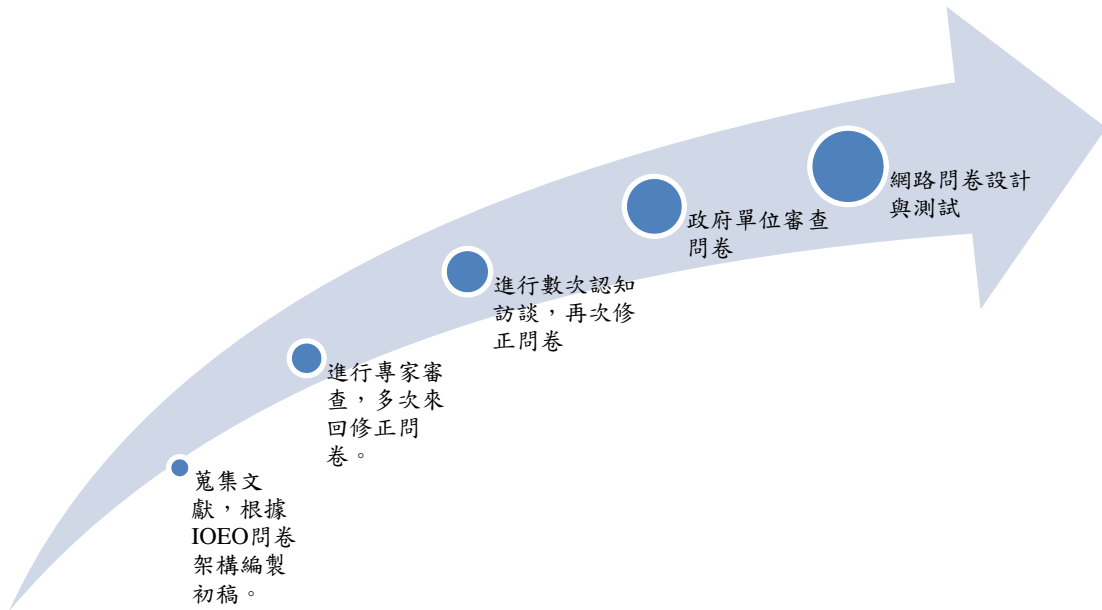 蒐集文
獻，根據
IOEO問卷
架構編製
初稿。
進行專家審
查，多次來
回修正問
卷。
進行數次認知
訪談，再次修
正問卷
政府單位審查
問卷
網路問卷設計
與測試